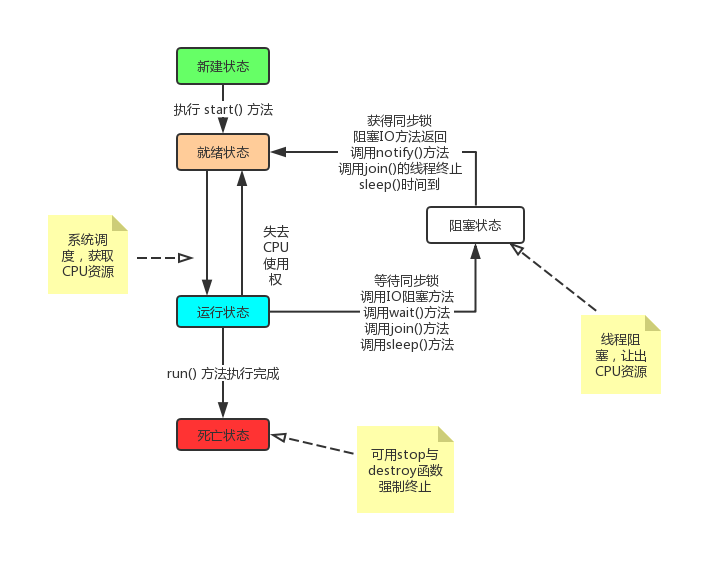 新建状态
执行 start() 方法
就绪状态
获得同步锁
阻塞IO方法返回
调用notify()方法
调用join()的线程终止
sleep()时间到
阻塞状态
系统调
度，获取
CPU资源
失去
CPU
使用
权
等待同步锁
调用IO阻塞方法
调用wait()方法
调用join()方法
调用sleep()方法
运行状态
线程阻
塞，让出
CPU资源
run() 方法执行完成
死亡状态
可用stop与
destroy函数
强制终止